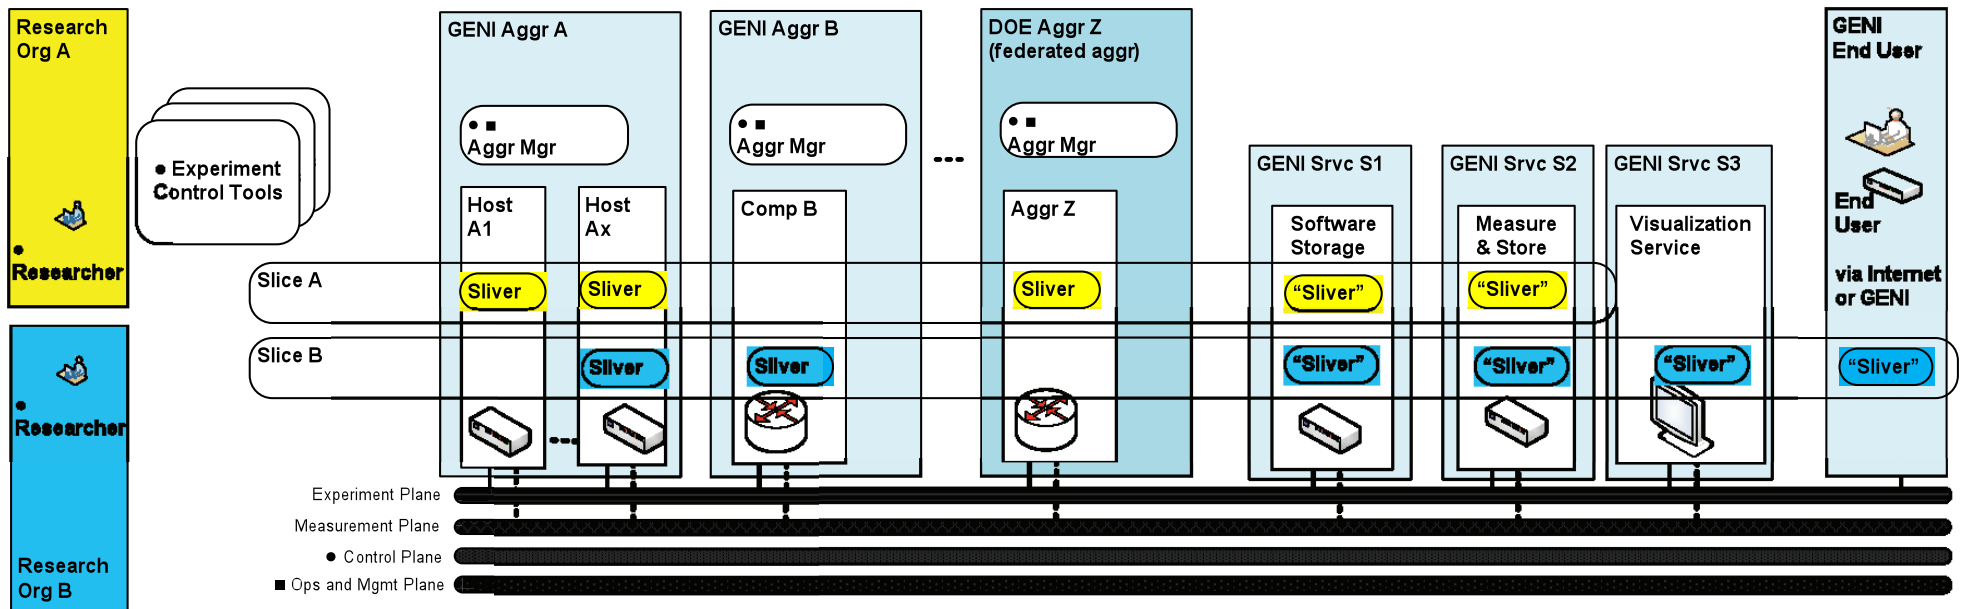 Research
Org A
● Researcher
● Experiment
Control Tools
GENI Aggr A
● ■
Aggr Mgr
Host
A1
Host
Ax
GENI Aggr B
● ■
Aggr Mgr
Comp B
DOE Aggr Z
(federated aggr)
● ■
Aggr Mgr
Aggr Z
GENI Srvc S1
Software
Storage
GENI Srvc S2
Measure
& Store
GENI Srvc S3
Visualization
Service
GENI
End User
End
User
via Internet
or GENI
Slice A
Sliver
Sliver
Sliver
“Sliver”
“Sliver”
Slice B
Sliver
Sliver
“Sliver”
“Sliver”
“Sliver”
“Sliver”
● Researcher
Research
Org B
Experiment Plane
Measurement Plane
● Control Plane
■ Ops and Mgmt Plane